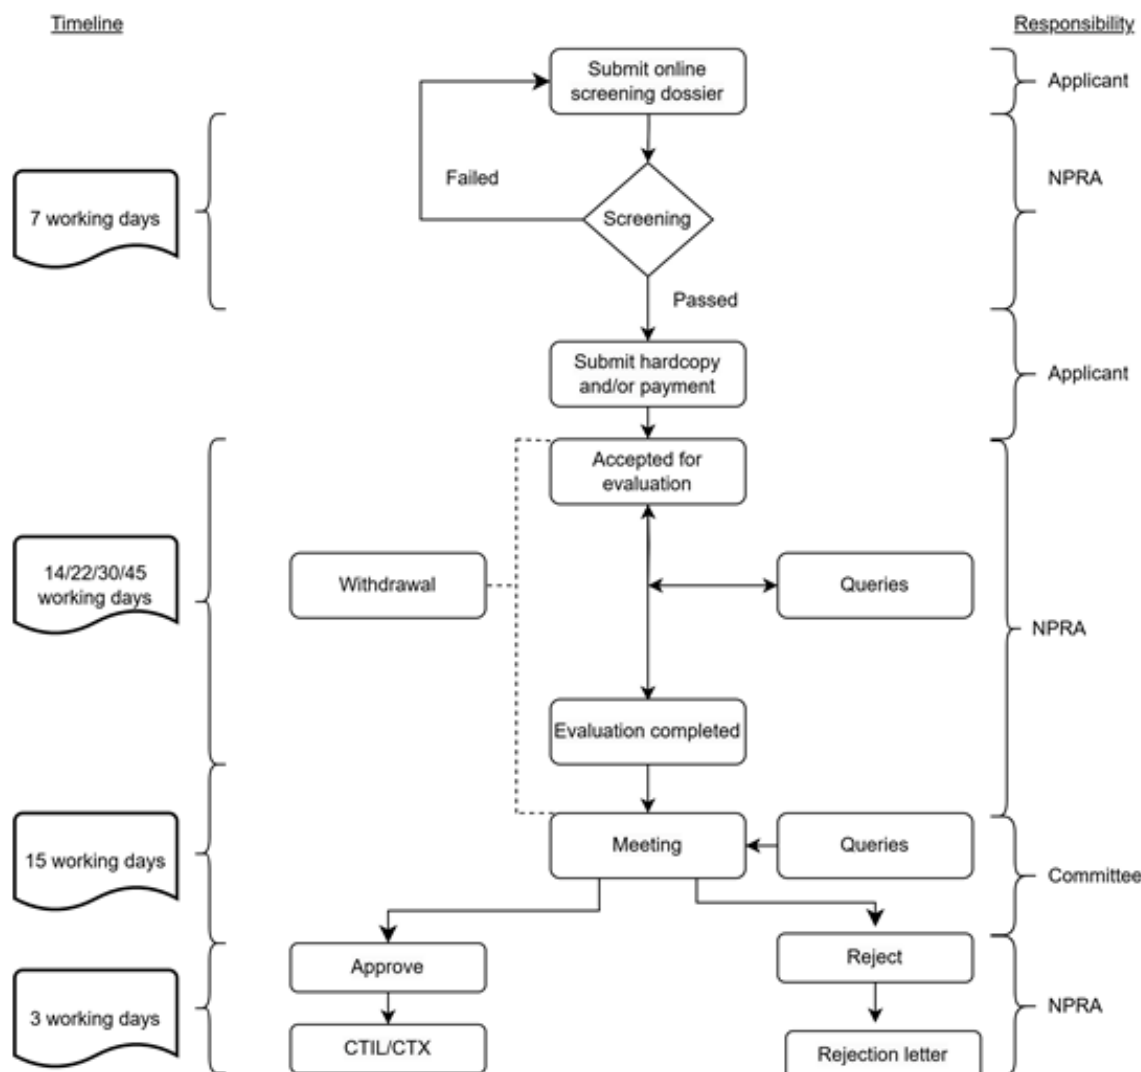 Timeline
Responsibility
Submit online
screening dossier
Applicant
Failed
NPRA
7 working days
Screening
Passed
Submit hardcopy
and/or payment
Applicant
Accepted for
evaluation
14/22/30/45
working days
Withdrawal
Queries
NPRA
Evaluation completed
15 working days
Meeting
Queries
Committee
Approve
Reject
3 working days
NPRA
CTIL/CTX
Rejection letter